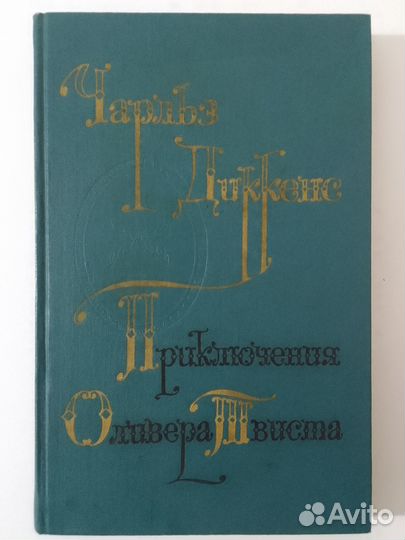 Чарльз
Диккенс
Приключения
Оливера Твиста
Avito